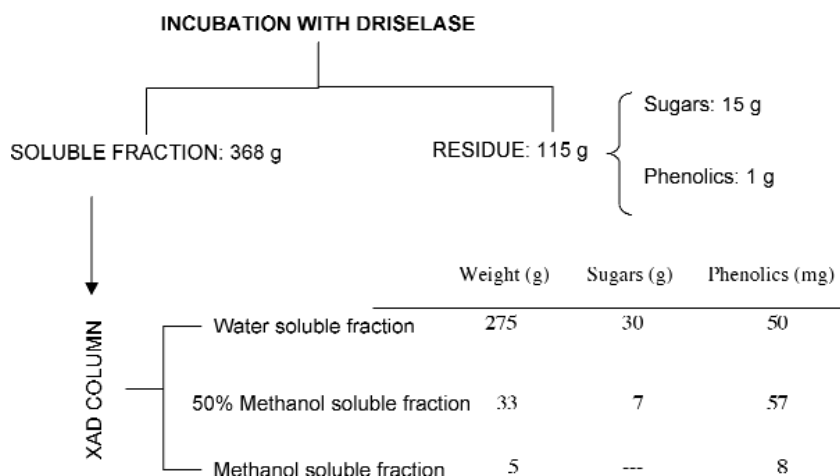 INCUBATION WITH DRISELASE
Sugars: 15 g
SOLUBLE FRACTION: 368 g RESIDUE: 115 g
Phenolics: 1 g
Weight (g) Sugars (g) Phenolics (mg)
XAD COLUMN
Water soluble fraction 275 30 50
50% Methanol soluble fraction 33 7 57
Methanol soluble fraction 5 --- 8